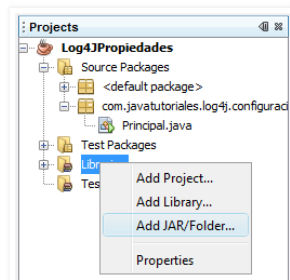 Projects
Log4JPropiedades
Source Packages
<default package>
com.javatutoriales.log4j.configuraci
Principal.java
Test Packages
Tes
Add Project...
Add Library...
Add JAR/Folder...
Properties